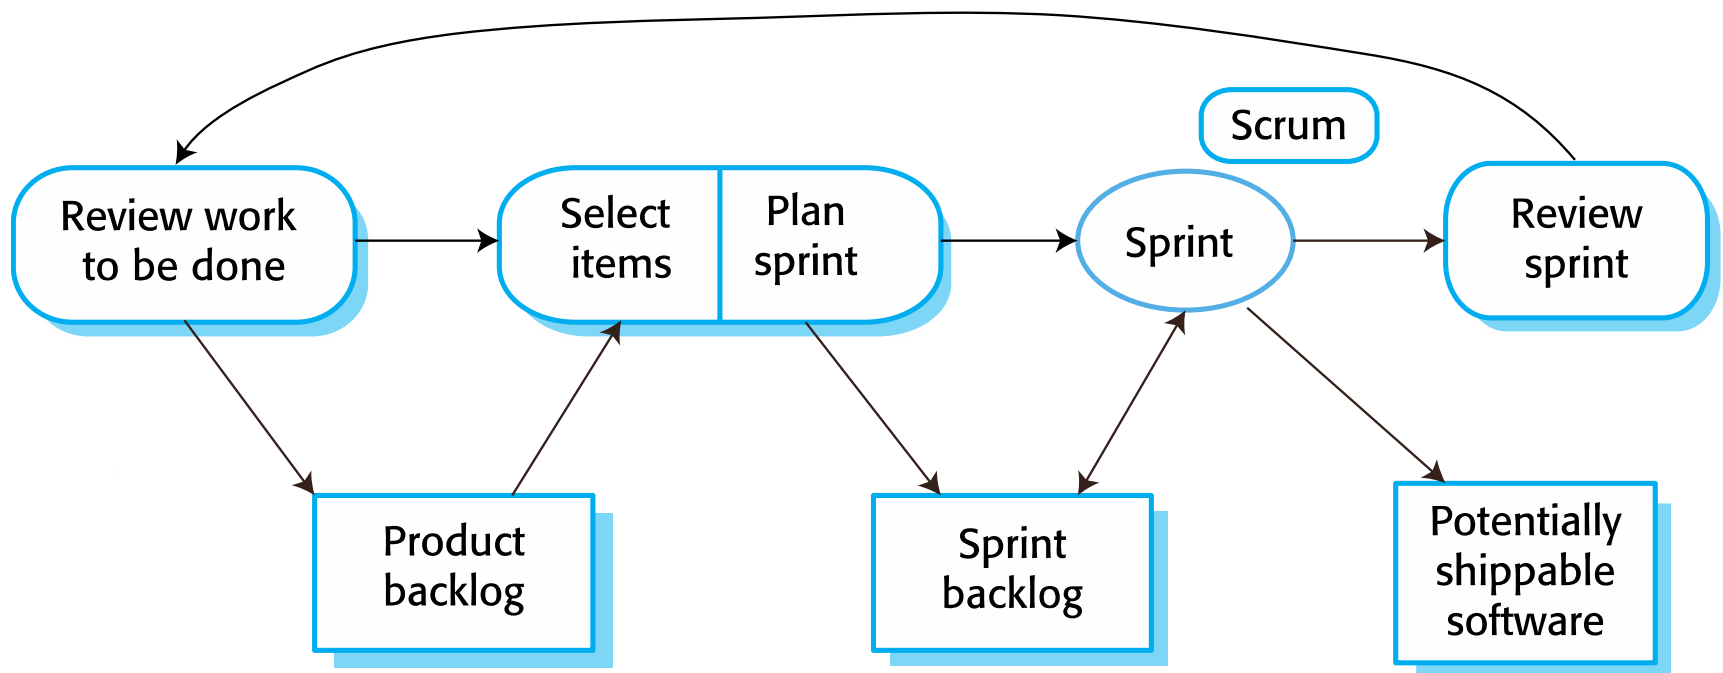 Scrum
Review work
to be done
Select
items
Plan
sprint
Sprint
Review
sprint
Product
backlog
Sprint
backlog
Potentially
shippable
software